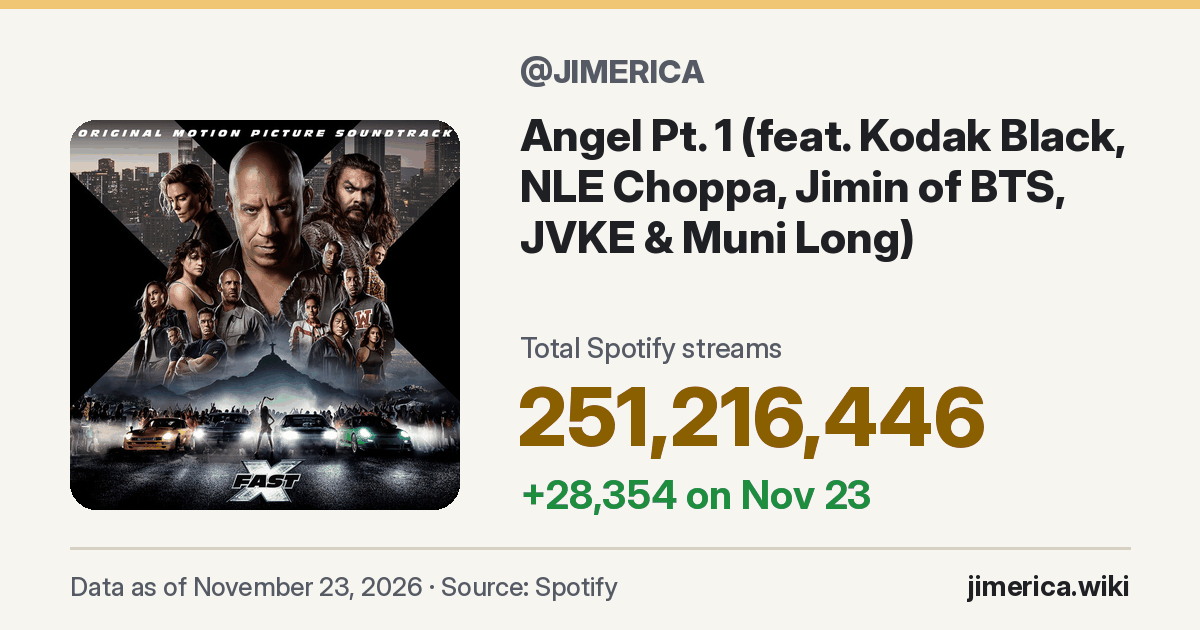 @JIMERICA
ORIGINAL MOTION PICTURE SOUNDTRACK
Angel Pt. 1 (feat. Kodak Black,
NLE Choppa, Jimin of BTS,
JVKE & Muni Long)
Total Spotify streams
251,216,446
+28,354 on Nov 23
FAST X
Data as of November 23, 2026 · Source: Spotify
jimerica.wiki